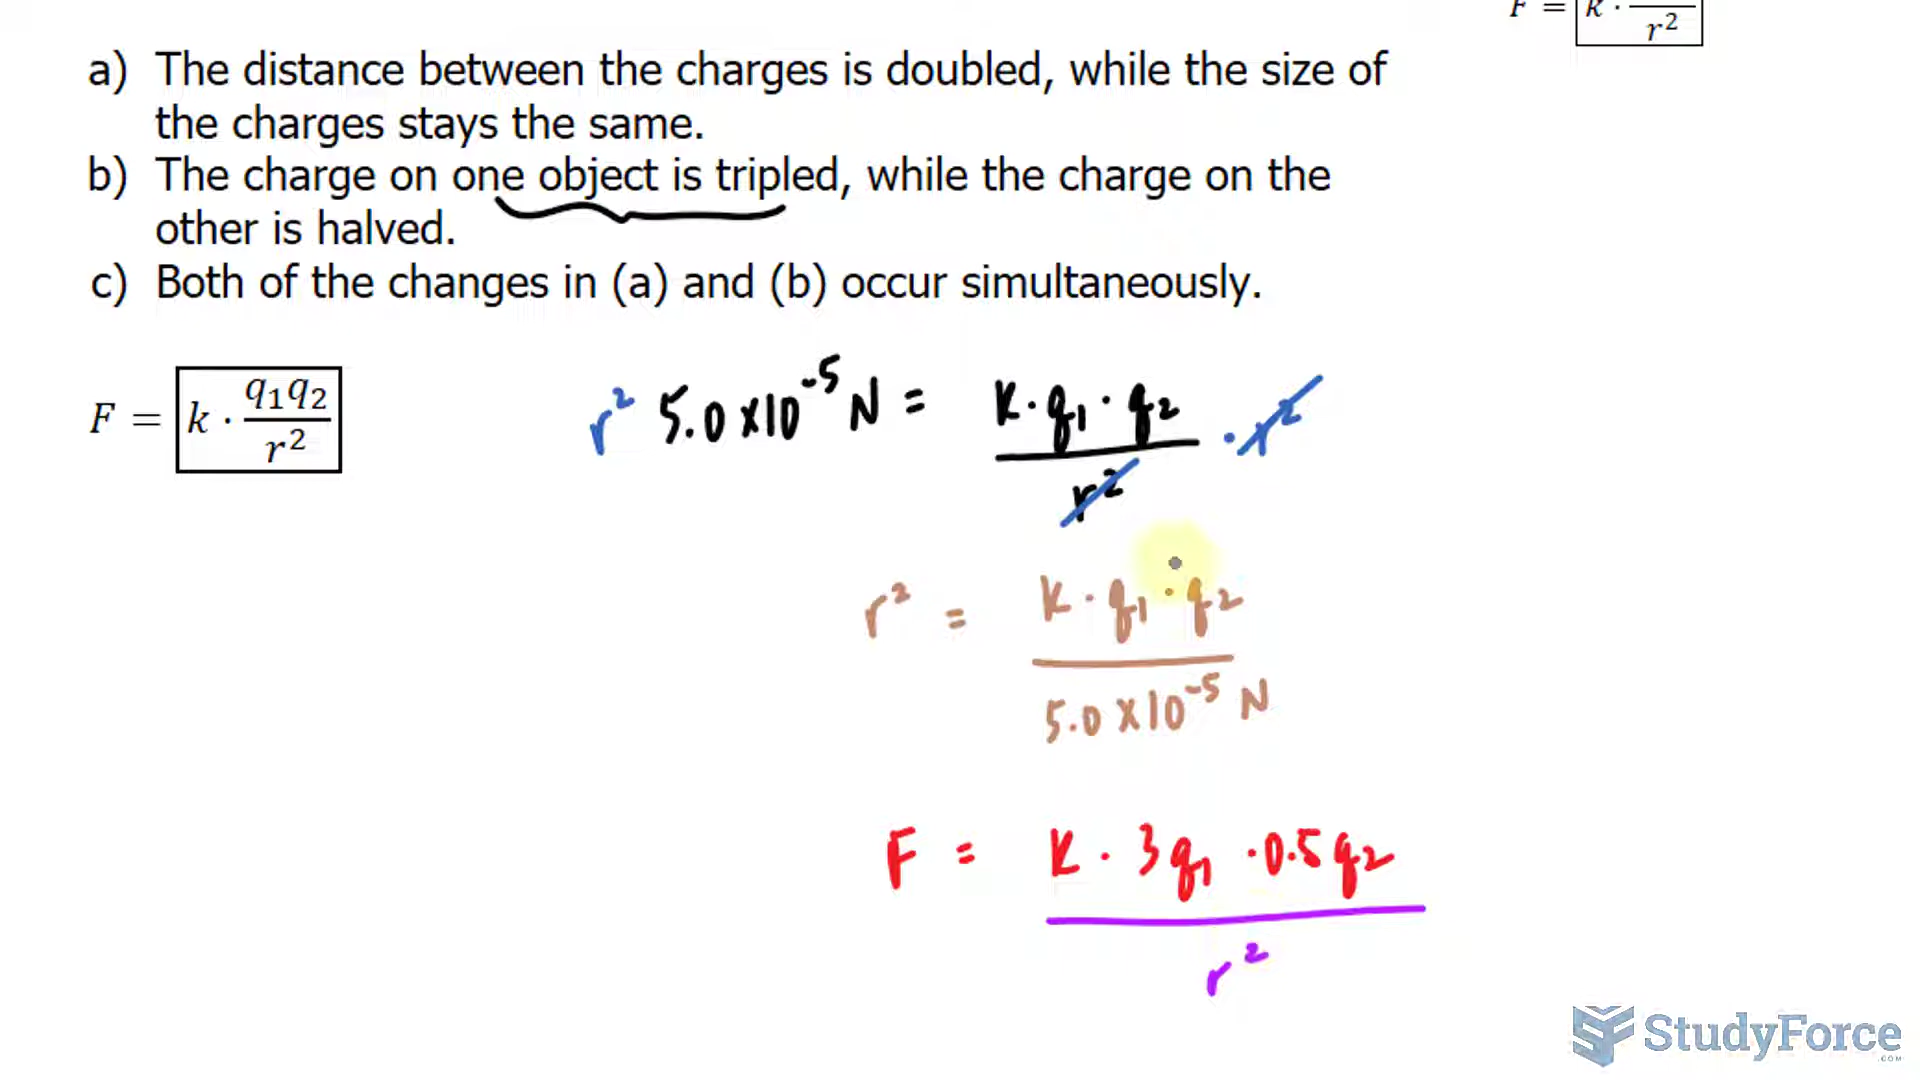 F = k · r²
a) The distance between the charges is doubled, while the size of
the charges stays the same.
b) The charge on one object is tripled, while the charge on the
other is halved.
c) Both of the changes in (a) and (b) occur simultaneously.
F = k · q₁q₂ / r²
r² 5.0 x 10⁻⁵ N = k · q₁ · q₂ / r² · r²
r² = k · q₁ · q₂ / 5.0 x 10⁻⁵ N
F = k · 3q₁ · 0.5q₂ / r²
StudyForce
.COM